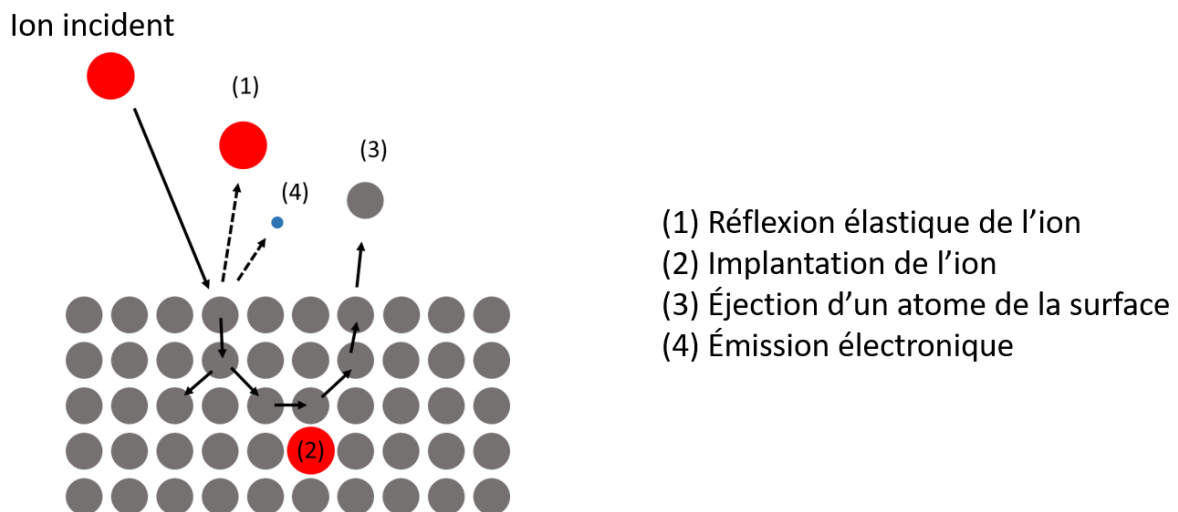 Ion incident
(1)
(3)
(4)
(2)
(1) Réflexion élastique de l’ion
(2) Implantation de l’ion
(3) Éjection d’un atome de la surface
(4) Émission électronique